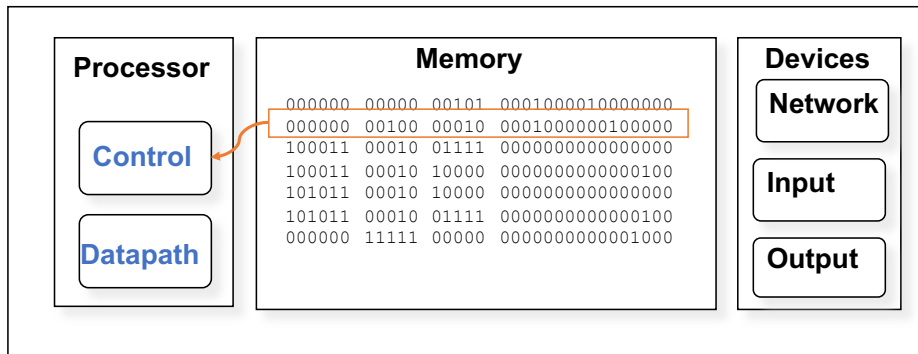 Processor
Control
Datapath
Memory
000000 00000 00101 0001000010000000
000000 00100 00010 0001000000100000
100011 00010 01111 0000000000000000
100011 00010 10000 0000000000000100
101011 00010 10000 0000000000000000
101011 00010 01111 0000000000000100
000000 11111 00000 0000000000001000
Devices
Network
Input
Output